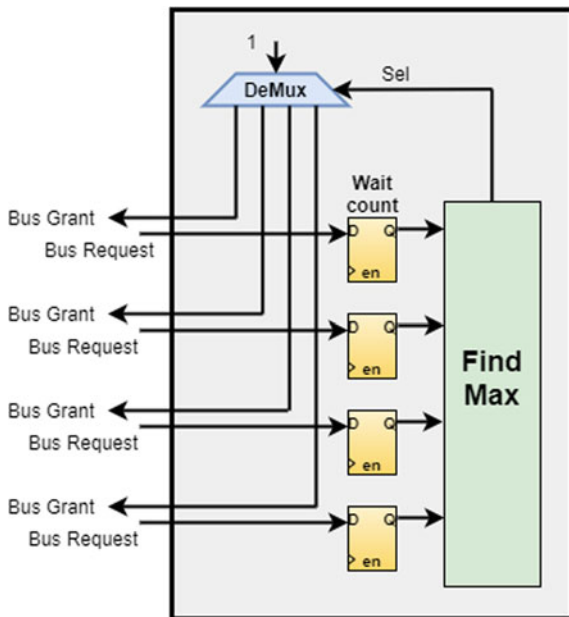 1
Sel
DeMux
Wait
count
Bus Grant
D Q
Bus Request
en
Bus Grant
D Q
Bus Request
en
Find
Max
Bus Grant
D Q
Bus Request
en
Bus Grant
D Q
Bus Request
en